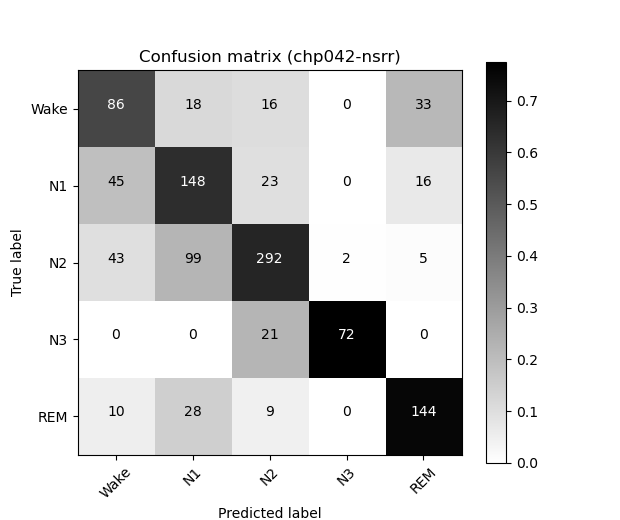 Confusion matrix (chp042-nsrr)
True label
Wake 86 18 16 0 33
N1 45 148 23 0 16
N2 43 99 292 2 5
N3 0 0 21 72 0
REM 10 28 9 0 144
Wake N1 N2 N3 REM
Predicted label
0.7
0.6
0.5
0.4
0.3
0.2
0.1
0.0